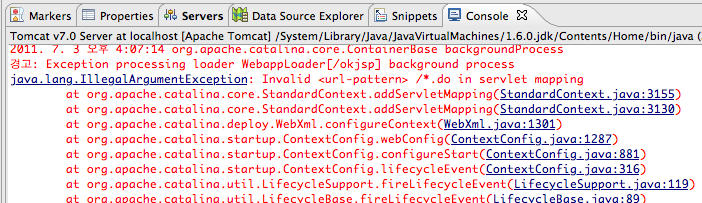 Markers Properties Servers Data Source Explorer Snippets Console
Tomcat v7.0 Server at localhost [Apache Tomcat] /System/Library/Java/JavaVirtualMachines/1.6.0.jdk/Contents/Home/bin/java (
2011. 7. 3 오후 4:07:14 org.apache.catalina.core.ContainerBase backgroundProcess
경고: Exception processing loader WebappLoader[/okjsp] background process
java.lang.IllegalArgumentException: Invalid <url-pattern> /*.do in servlet mapping
at org.apache.catalina.core.StandardContext.addServletMapping(StandardContext.java:3155)
at org.apache.catalina.core.StandardContext.addServletMapping(StandardContext.java:3130)
at org.apache.catalina.deploy.WebXml.configureContext(WebXml.java:1301)
at org.apache.catalina.startup.ContextConfig.webConfig(ContextConfig.java:1287)
at org.apache.catalina.startup.ContextConfig.configureStart(ContextConfig.java:881)
at org.apache.catalina.startup.ContextConfig.lifecycleEvent(ContextConfig.java:316)
at org.apache.catalina.util.LifecycleSupport.fireLifecycleEvent(LifecycleSupport.java:119)
at org.apache.catalina.util.LifecycleBase.fireLifecycleEvent(LifecycleBase.java:89)